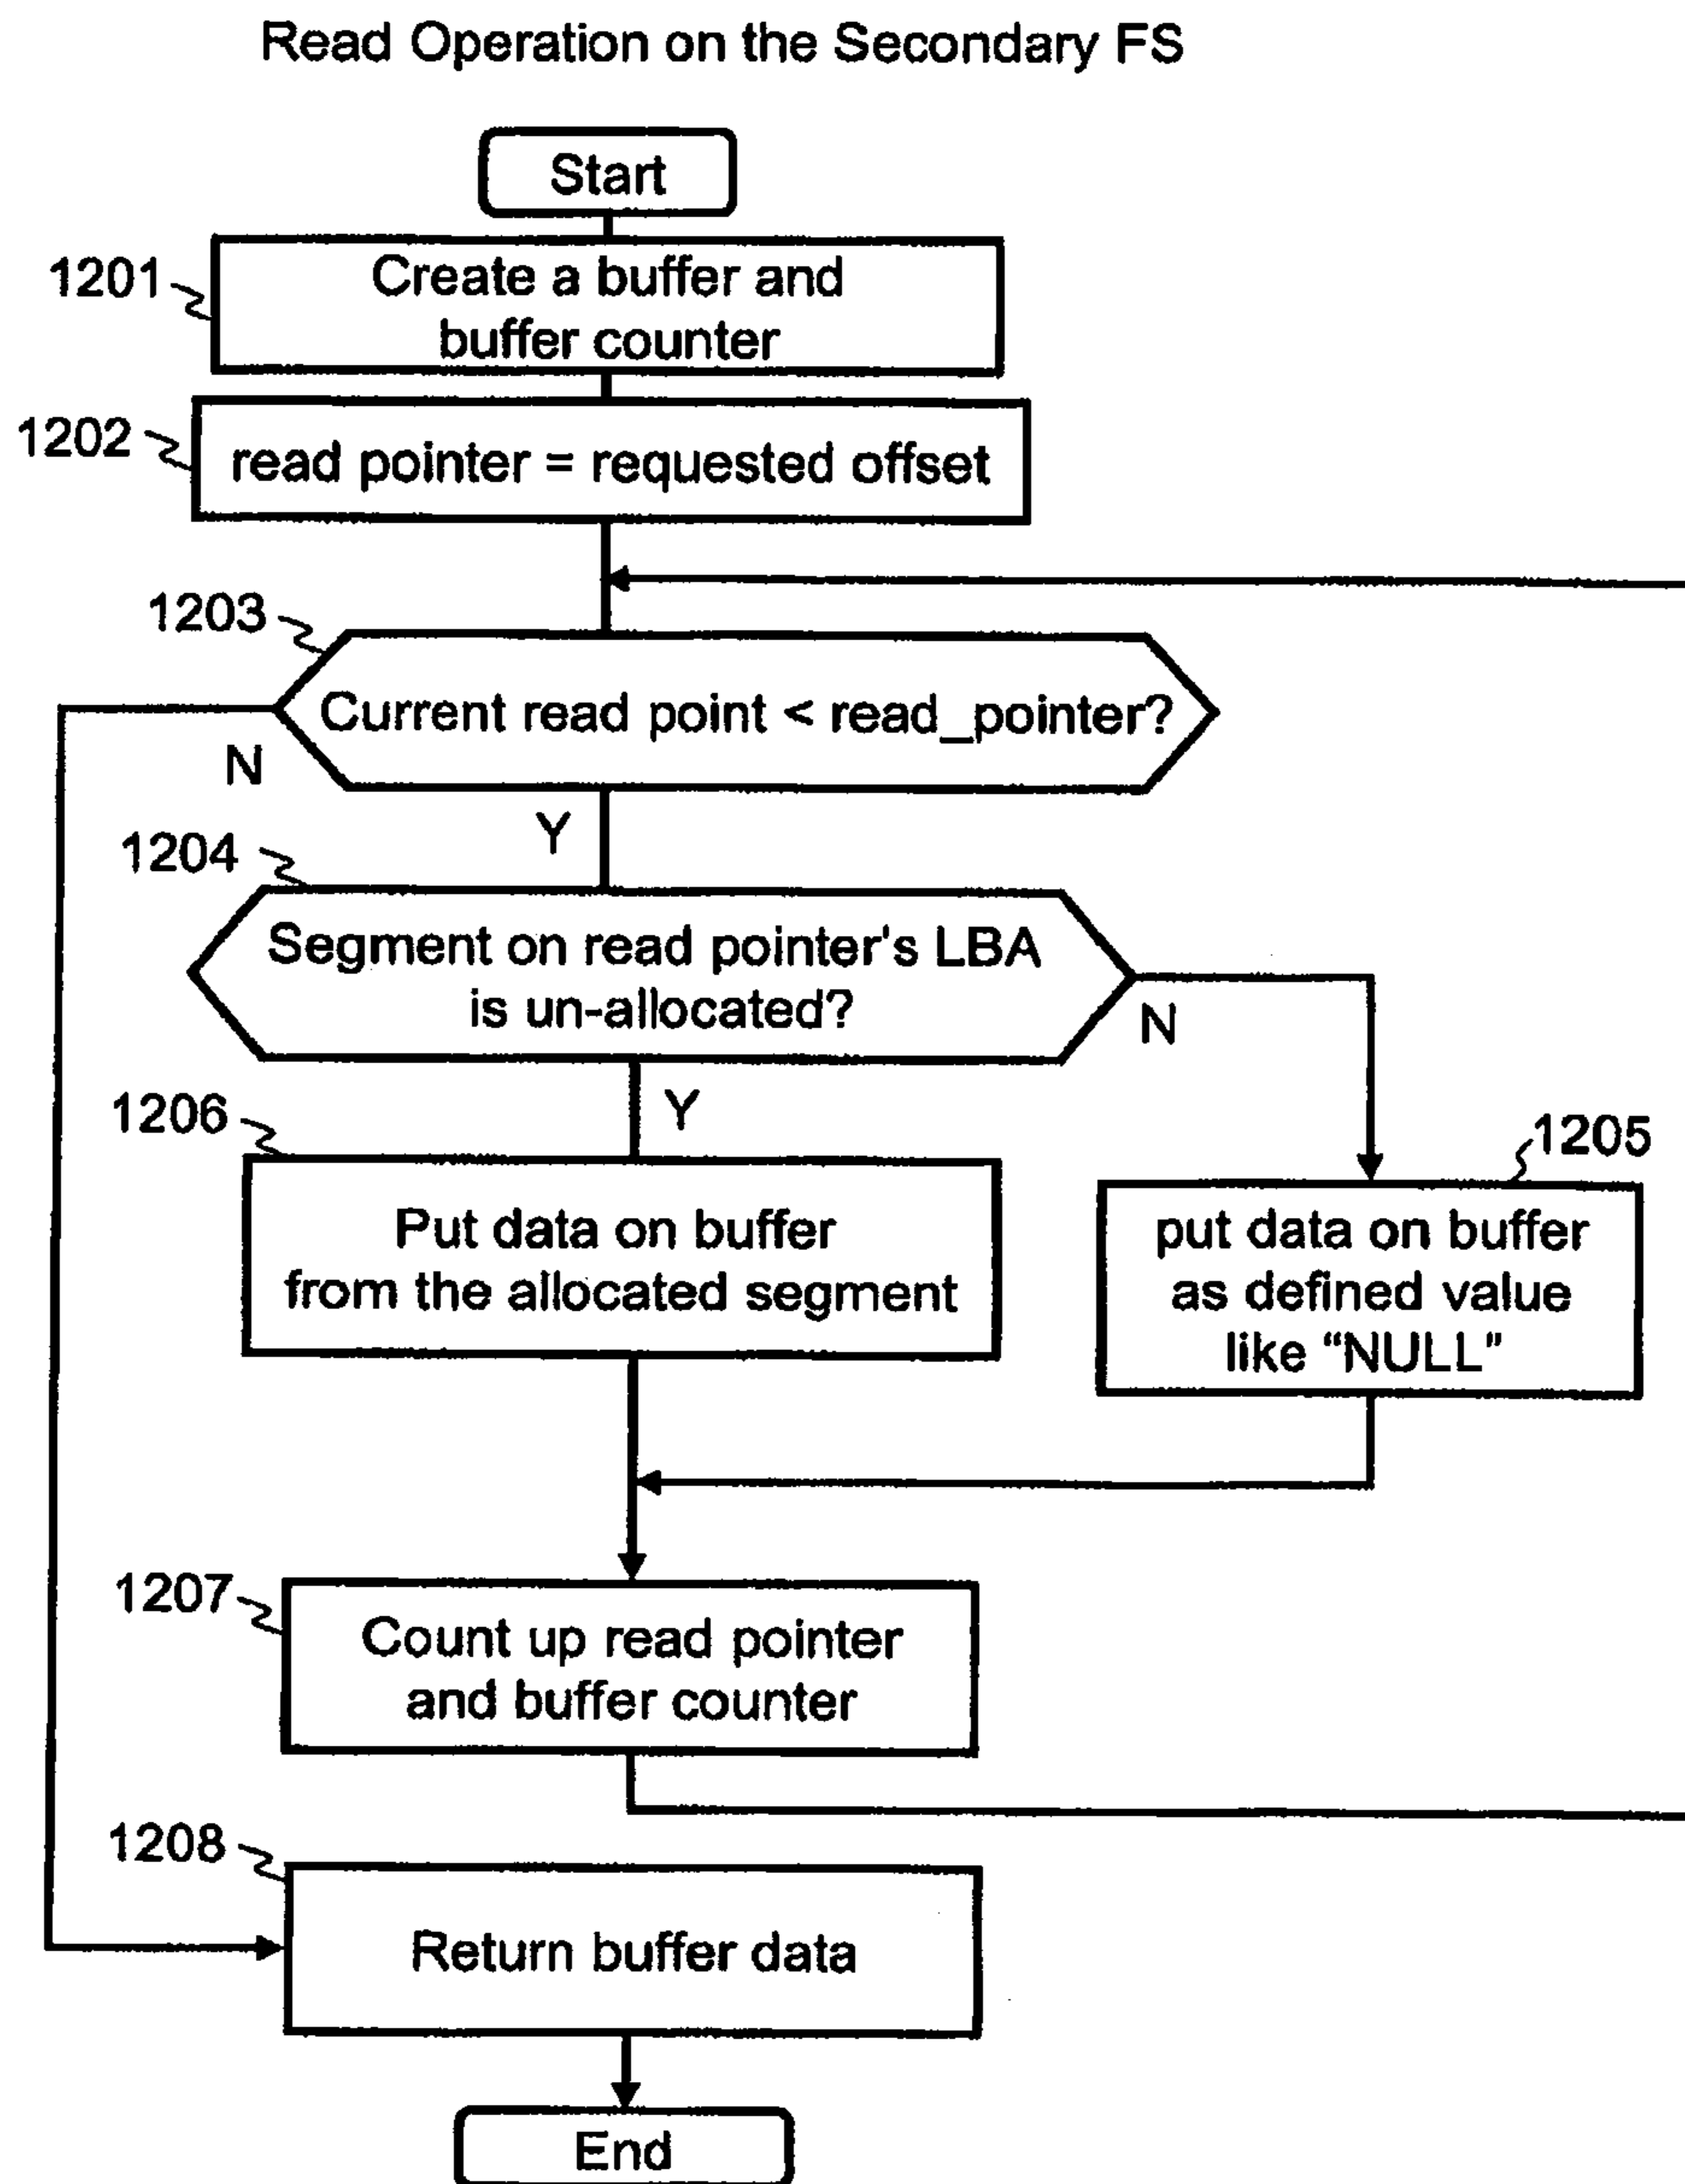 Read Operation on the Secondary FS
Start
1201
Create a buffer and
buffer counter
1202
read pointer = requested offset
1203
Current read point < read_pointer?
N
Y
1204
Segment on read pointer's LBA
is un-allocated?
N
Y
1206
Put data on buffer
from the allocated segment
1205
put data on buffer
as defined value
like “NULL”
1207
Count up read pointer
and buffer counter
1208
Return buffer data
End